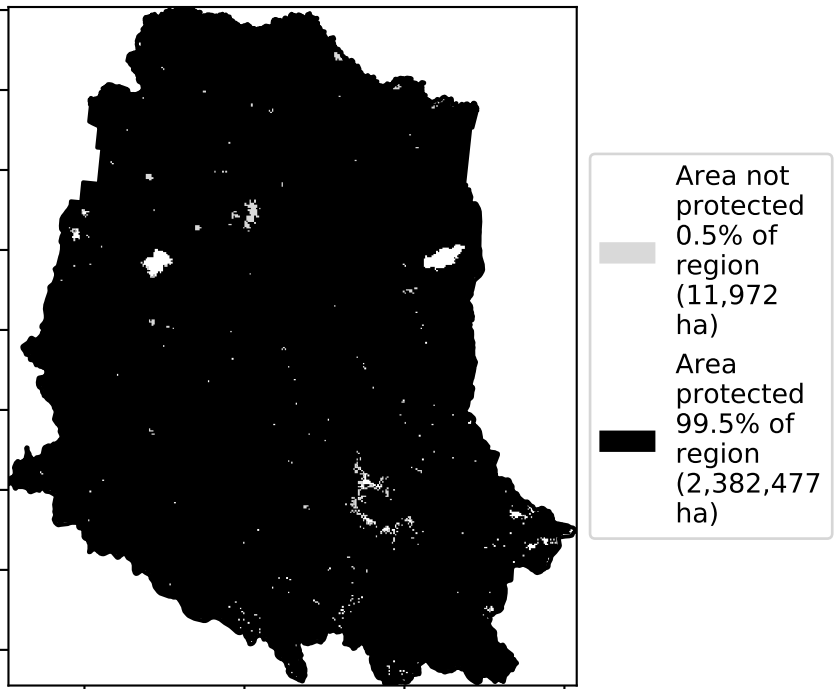 Area not
protected
0.5% of
region
(11,972
ha)
Area
protected
99.5% of
region
(2,382,477
ha)